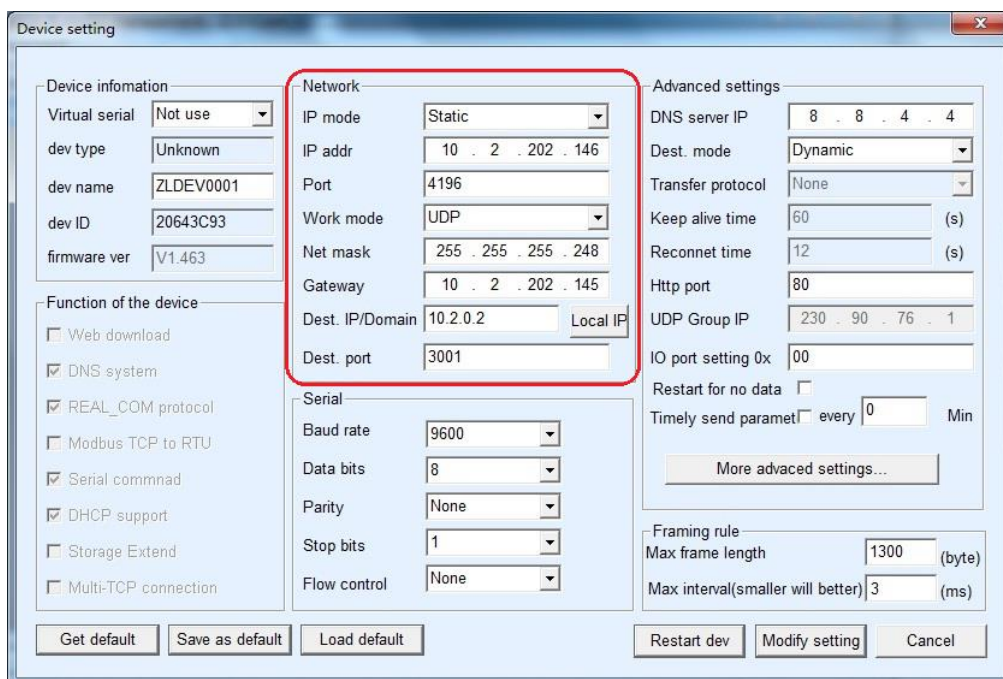 Device setting
Device infomation
Virtual serial Not use
dev type Unknown
dev name ZLDEV0001
dev ID 20643C93
firmware ver V1.463
Function of the device
Web download
DNS system
REAL_COM protocol
Modbus TCP to RTU
Serial commnad
DHCP support
Storage Extend
Multi-TCP connection
Network
IP mode Static
IP addr 10 . 2 . 202 . 146
Port 4196
Work mode UDP
Net mask 255 . 255 . 255 . 248
Gateway 10 . 2 . 202 . 145
Dest. IP/Domain 10.2.0.2 Local IP
Dest. port 3001
Serial
Baud rate 9600
Data bits 8
Parity None
Stop bits 1
Flow control None
Advanced settings
DNS server IP 8 . 8 . 4 . 4
Dest. mode Dynamic
Transfer protocol None
Keep alive time 60 (s)
Reconnet time 12 (s)
Http port 80
UDP Group IP 230 . 90 . 76 . 1
IO port setting 0x 00
Restart for no data
Timely send paramet every 0 Min
More advaced settings...
Framing rule
Max frame length 1300 (byte)
Max interval(smaller will better) 3 (ms)
Get default Save as default Load default Restart dev Modify setting Cancel